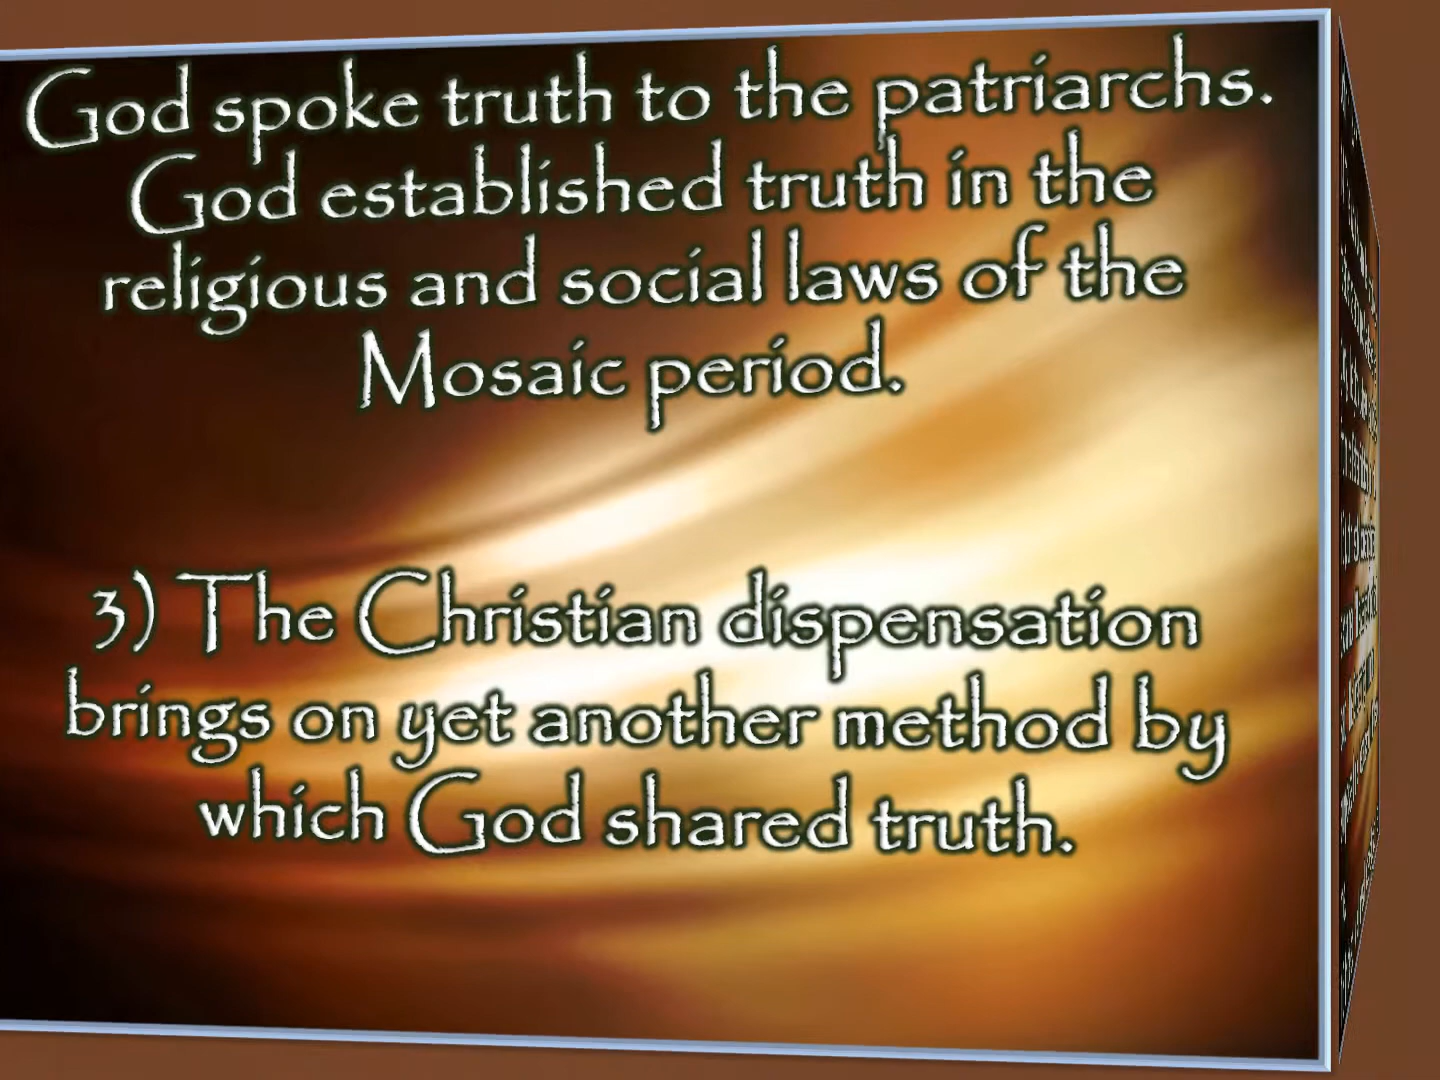 God spoke truth to the patriarchs.
God established truth in the
religious and social laws of the
Mosaic period.
3) The Christian dispensation
brings on yet another method by
which God shared truth.